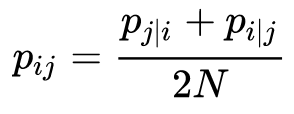 p_{ij} = \frac{p_{j|i} + p_{i|j}}{2N}